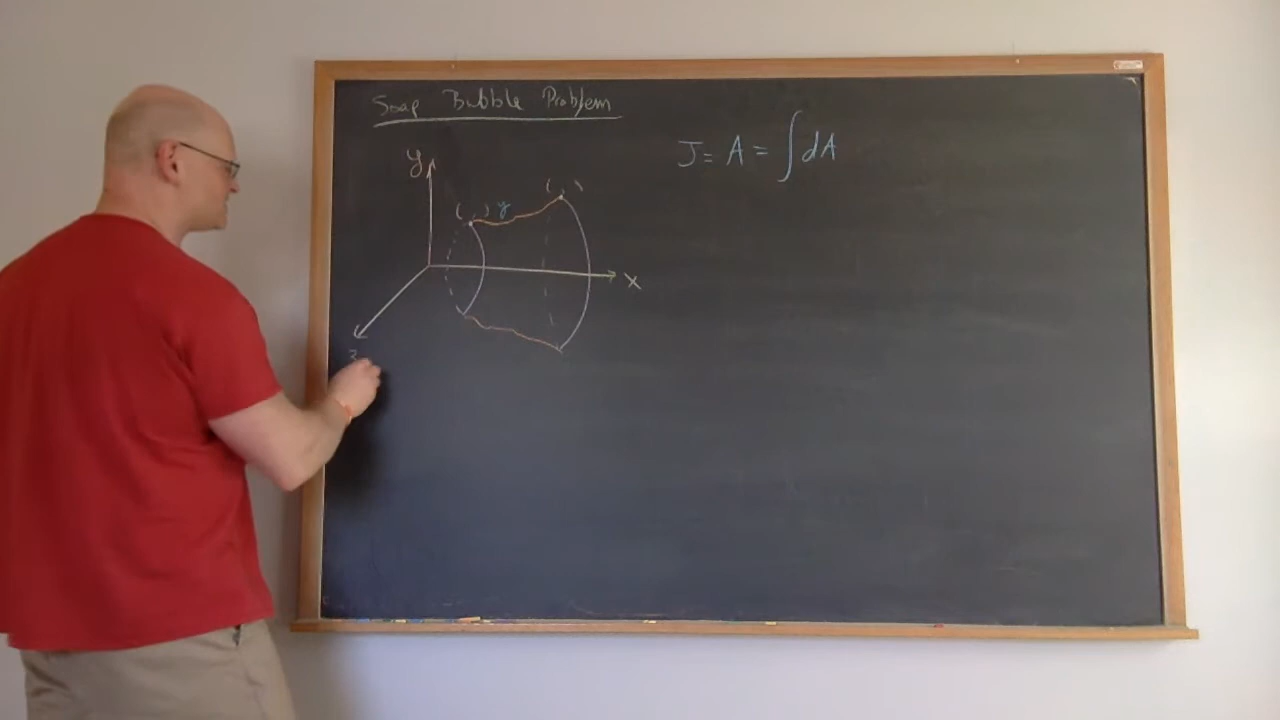 Soap Bubble Problem
J = A = ∫dA
y
( , )
( , ) y
x
z